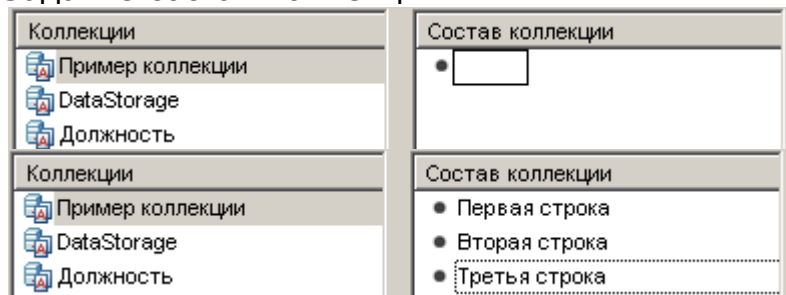 Коллекции
Состав коллекции
Пример коллекции
DataStorage
Должность
Коллекции
Состав коллекции
Пример коллекции
Первая строка
DataStorage
Вторая строка
Должность
Третья строка